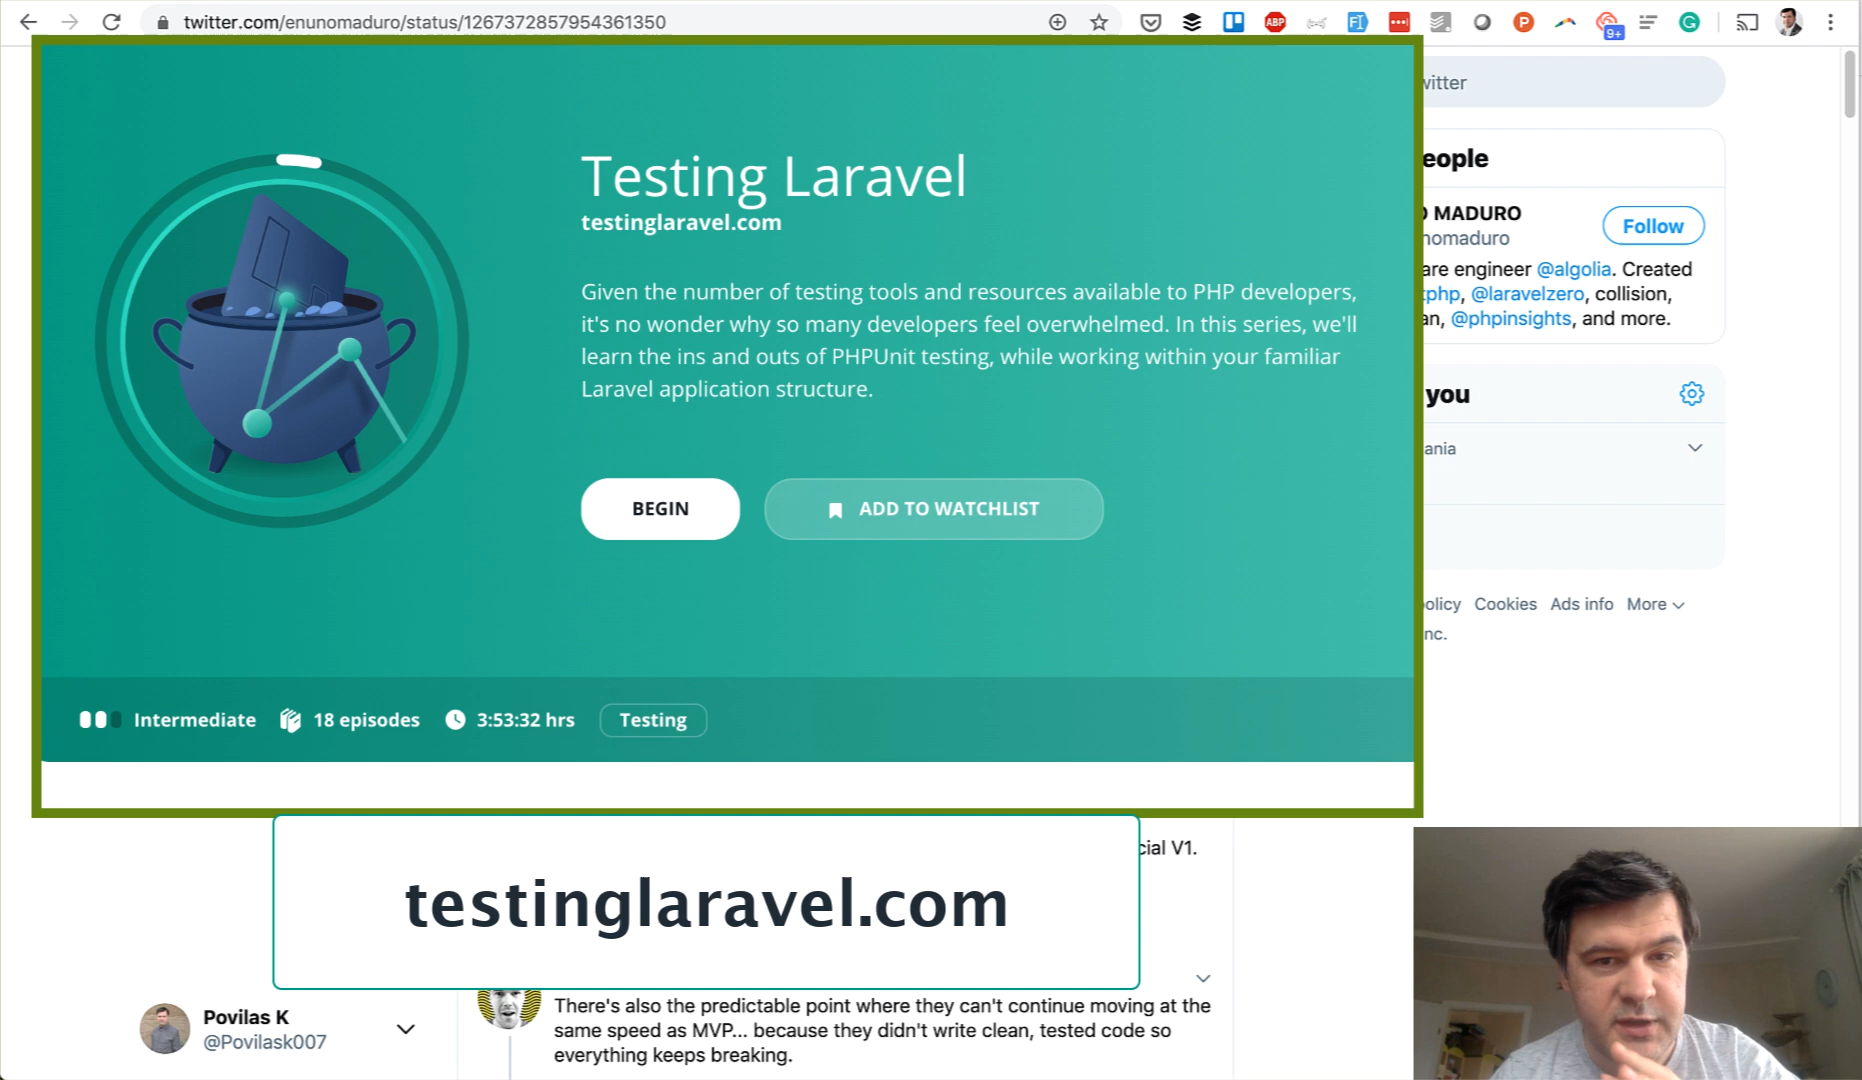 twitter.com/enunomaduro/status/1267372857954361350
ABP
F
P
9+
G
witter
Testing Laravel
testinglaravel.com
Given the number of testing tools and resources available to PHP developers,
it's no wonder why so many developers feel overwhelmed. In this series, we'll
learn the ins and outs of PHPUnit testing, while working within your familiar
Laravel application structure.
BEGIN
ADD TO WATCHLIST
Intermediate
18 episodes
3:53:32 hrs
Testing
eople
O MADURO
nomaduro
Follow
are engineer @algolia. Created
tphp, @laravelzero, collision,
an, @phpinsights, and more.
you
ania
olicy Cookies Ads info More
nc.
cial V1.
testinglaravel.com
Povilas K
@Povilask007
There's also the predictable point where they can't continue moving at the
same speed as MVP... because they didn't write clean, tested code so
everything keeps breaking.